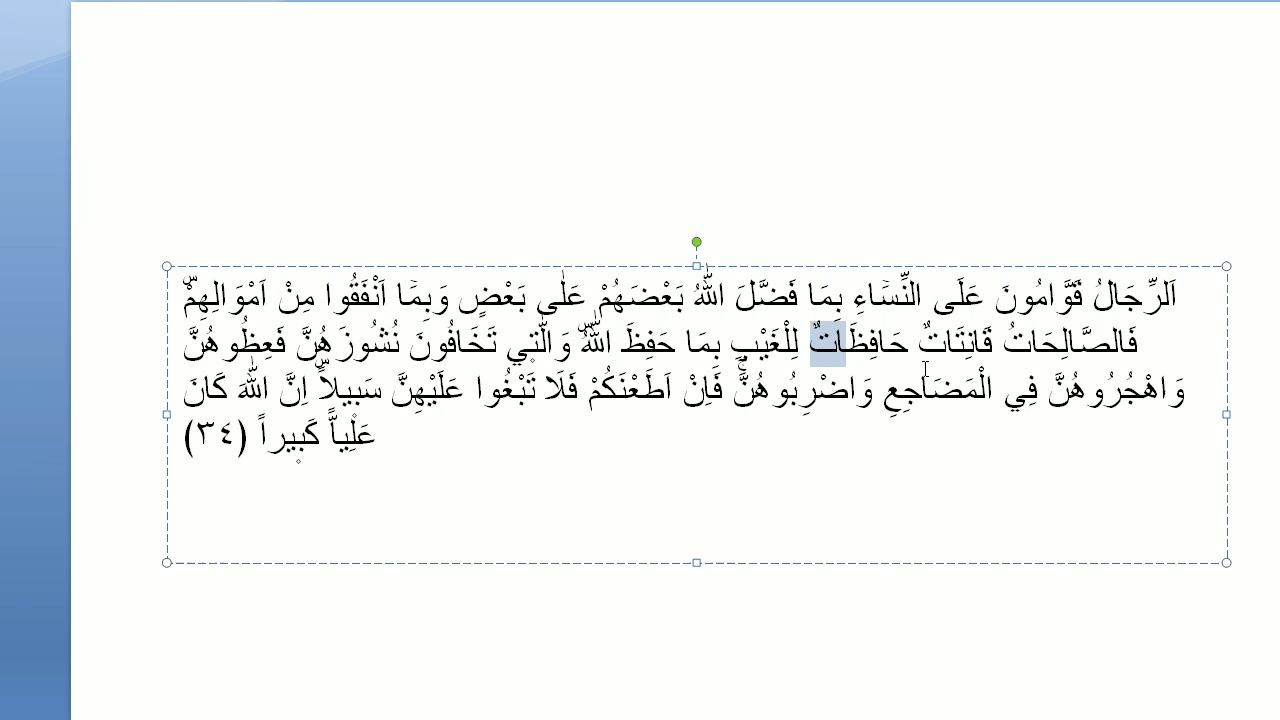 اَلرِّجَالُ قَوَّامُونَ عَلَى النِّسَٓاءِ بِمَا فَضَّلَ اللّٰهُ بَعْضَهُمْ عَلٰى بَعْضٍ وَبِمَٓا اَنْفَقُوا مِنْ اَمْوَالِهِمْۜ
فَالصَّالِحَاتُ قَانِتَاتٌ حَافِظَاتٌ لِلْغَيْبِ بِمَا حَفِظَ اللّٰهُۜ وَالّٰت۪ي تَخَافُونَ نُشُوزَهُنَّ فَعِظُوهُنَّ
وَاهْجُرُوهُنَّ فِي الْمَضَاجِعِ وَاضْرِبُوهُنَّۚ فَاِنْ اَطَعْنَكُمْ فَلَا تَبْغُوا عَلَيْهِنَّ سَبِيلاًۜ اِنَّ اللّٰهَ كَانَ
عَلِياًّ كَب۪يراً ﴿٣٤﴾